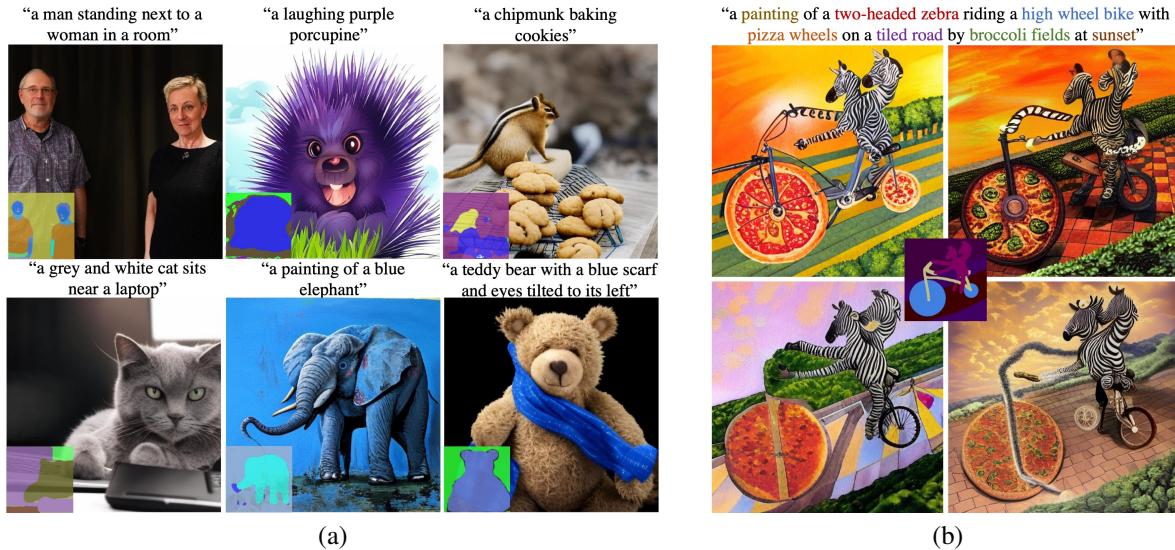 “a man standing next to a
woman in a room”
“a laughing purple
porcupine”
“a chipmunk baking
cookies”
“a grey and white cat sits
near a laptop”
“a painting of a blue
elephant”
“a teddy bear with a blue scarf
and eyes tilted to its left”
(a)
“a painting of a two-headed zebra riding a high wheel bike with
pizza wheels on a tiled road by broccoli fields at sunset”
(b)